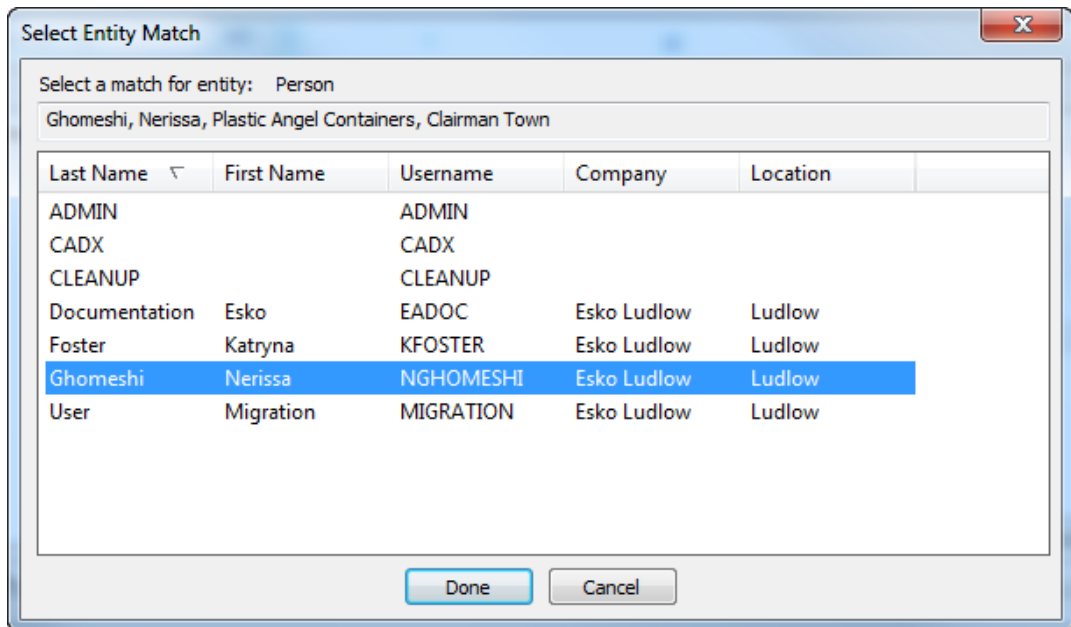 Select Entity Match
Select a match for entity: Person
Ghomeshi, Nerissa, Plastic Angel Containers, Clairman Town
Last Name First Name Username Company Location
ADMIN ADMIN
CADX CADX
CLEANUP CLEANUP
Documentation Esko EADOC Esko Ludlow Ludlow
Foster Katryna KFOSTER Esko Ludlow Ludlow
Ghomeshi Nerissa NGHOMESHI Esko Ludlow Ludlow
User Migration MIGRATION Esko Ludlow Ludlow
Done Cancel